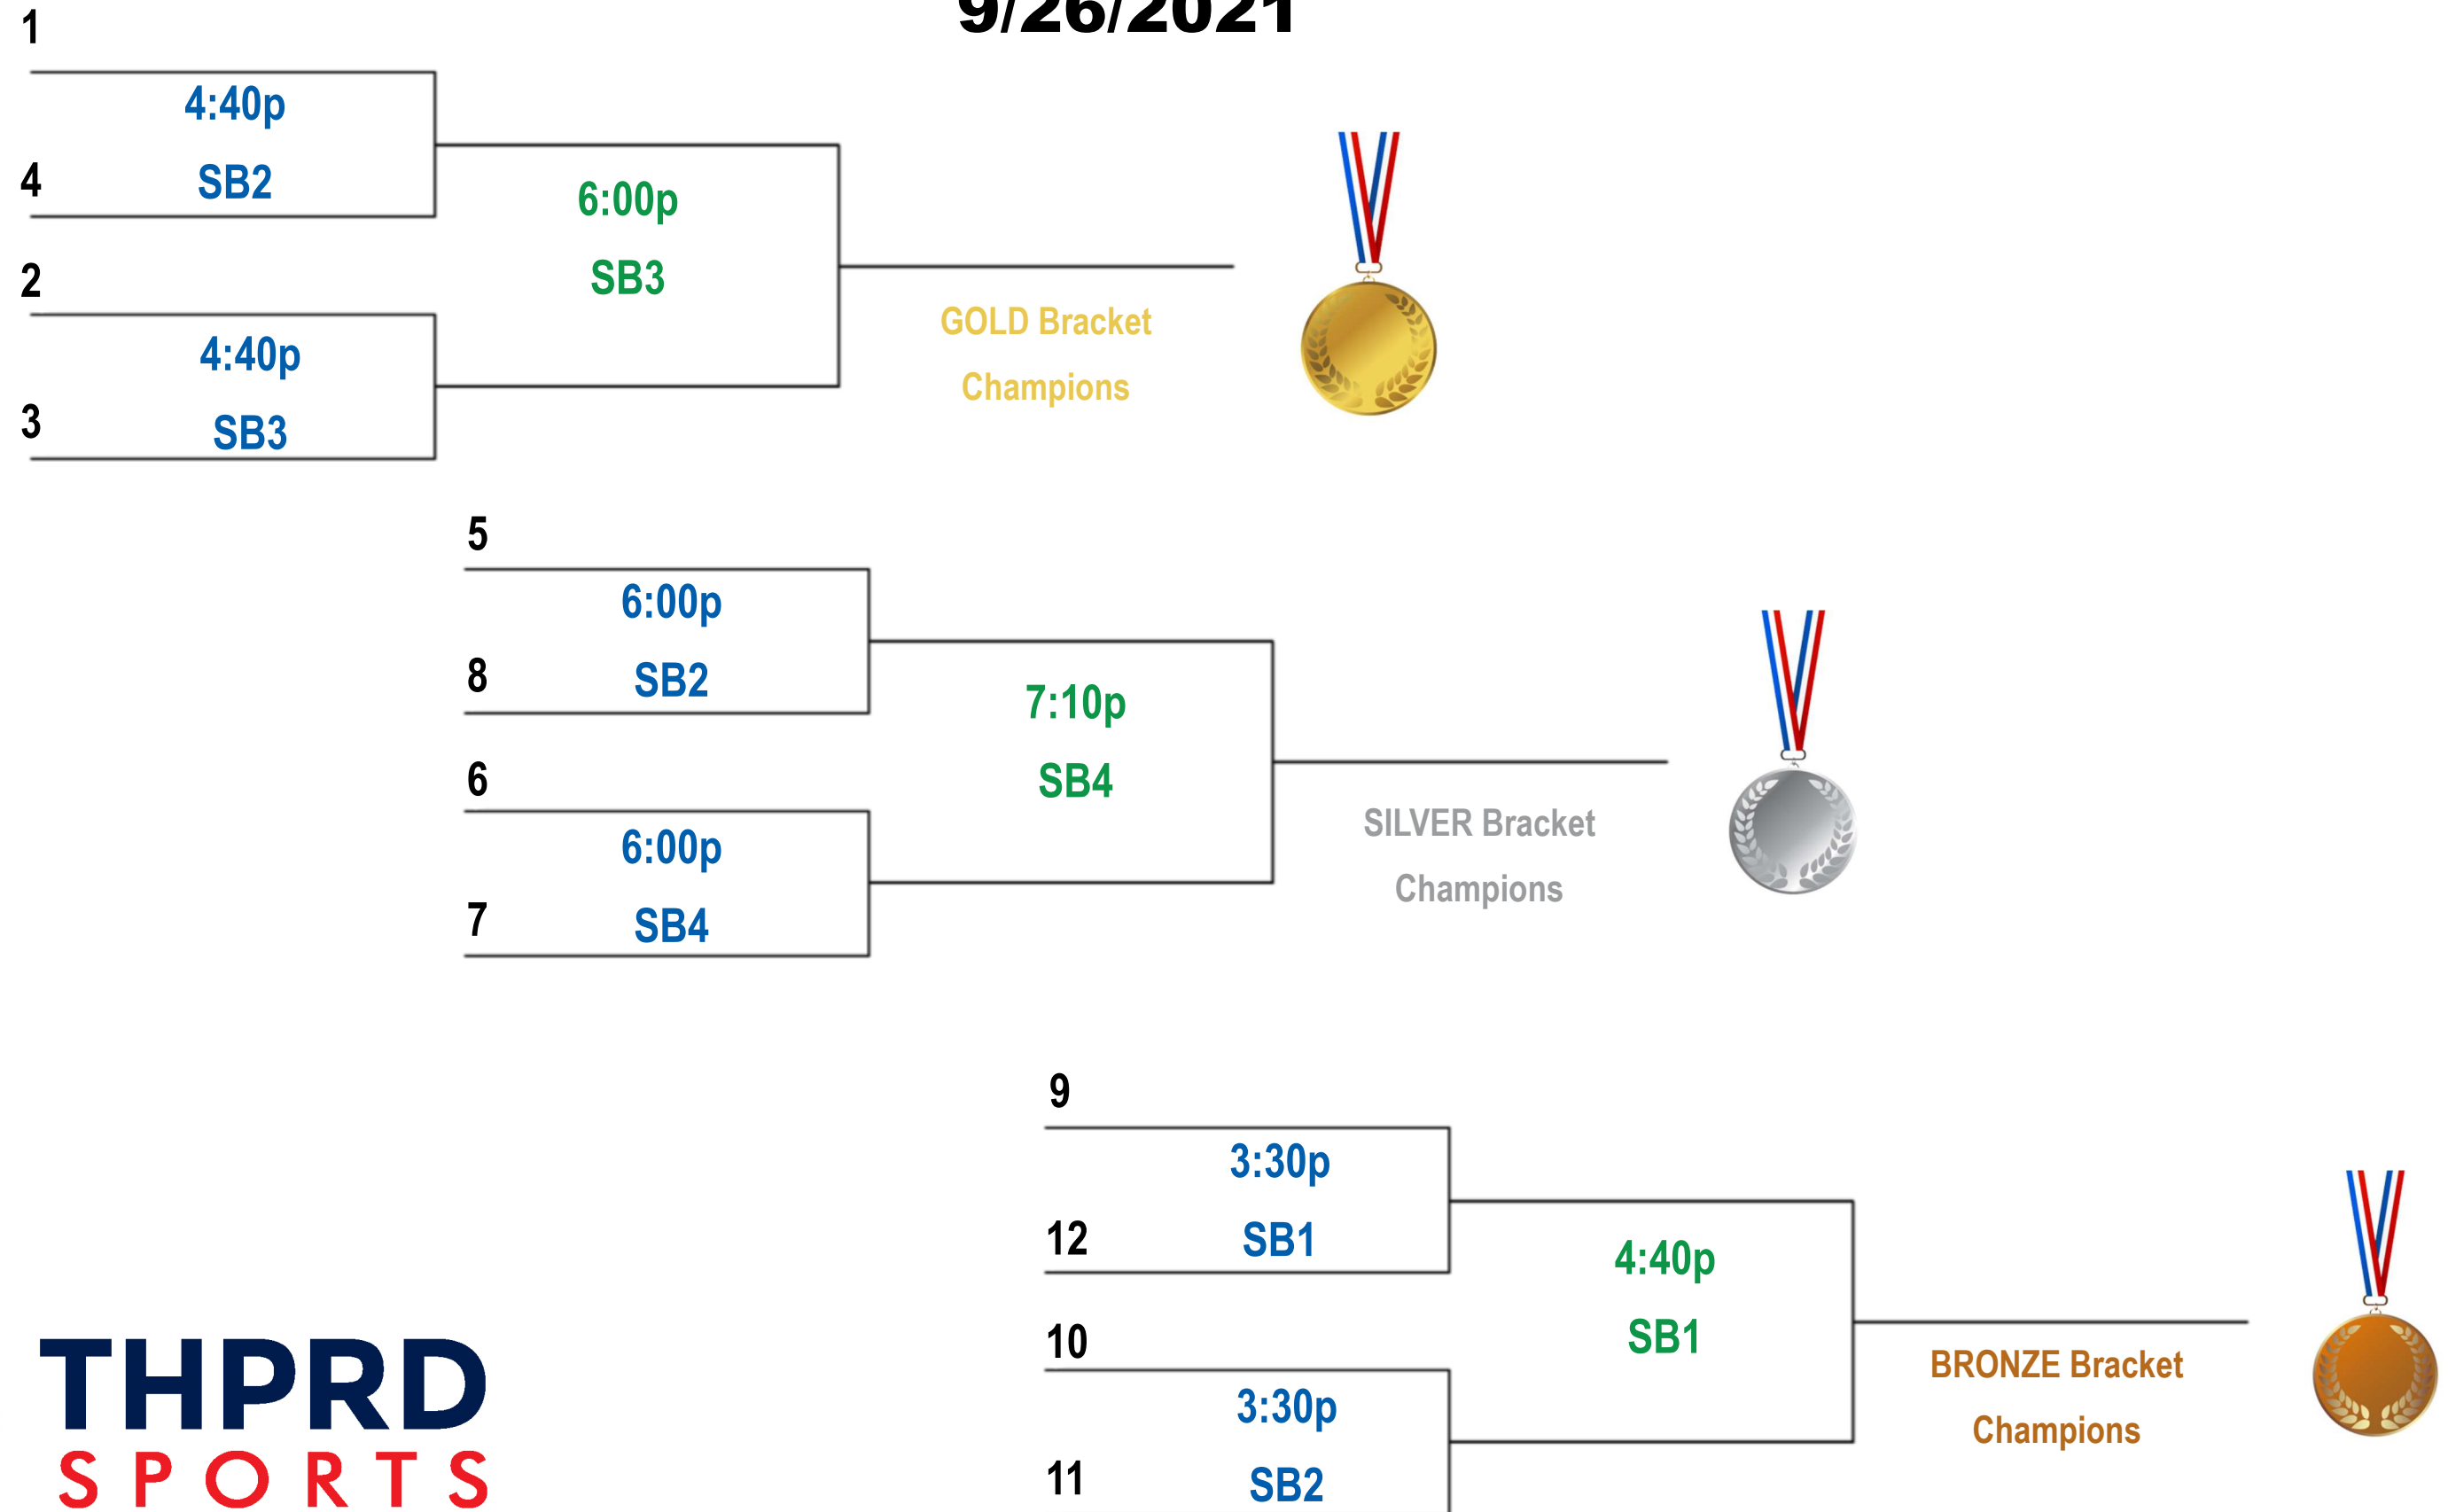 9/26/2021
1
4:40p
4
SB2
6:00p
SB3
2
4:40p
3
SB3
GOLD Bracket
Champions
5
6:00p
8
SB2
7:10p
SB4
6
6:00p
7
SB4
SILVER Bracket
Champions
9
3:30p
12
SB1
4:40p
SB1
10
3:30p
11
SB2
BRONZE Bracket
Champions
THPRD
SPORTS